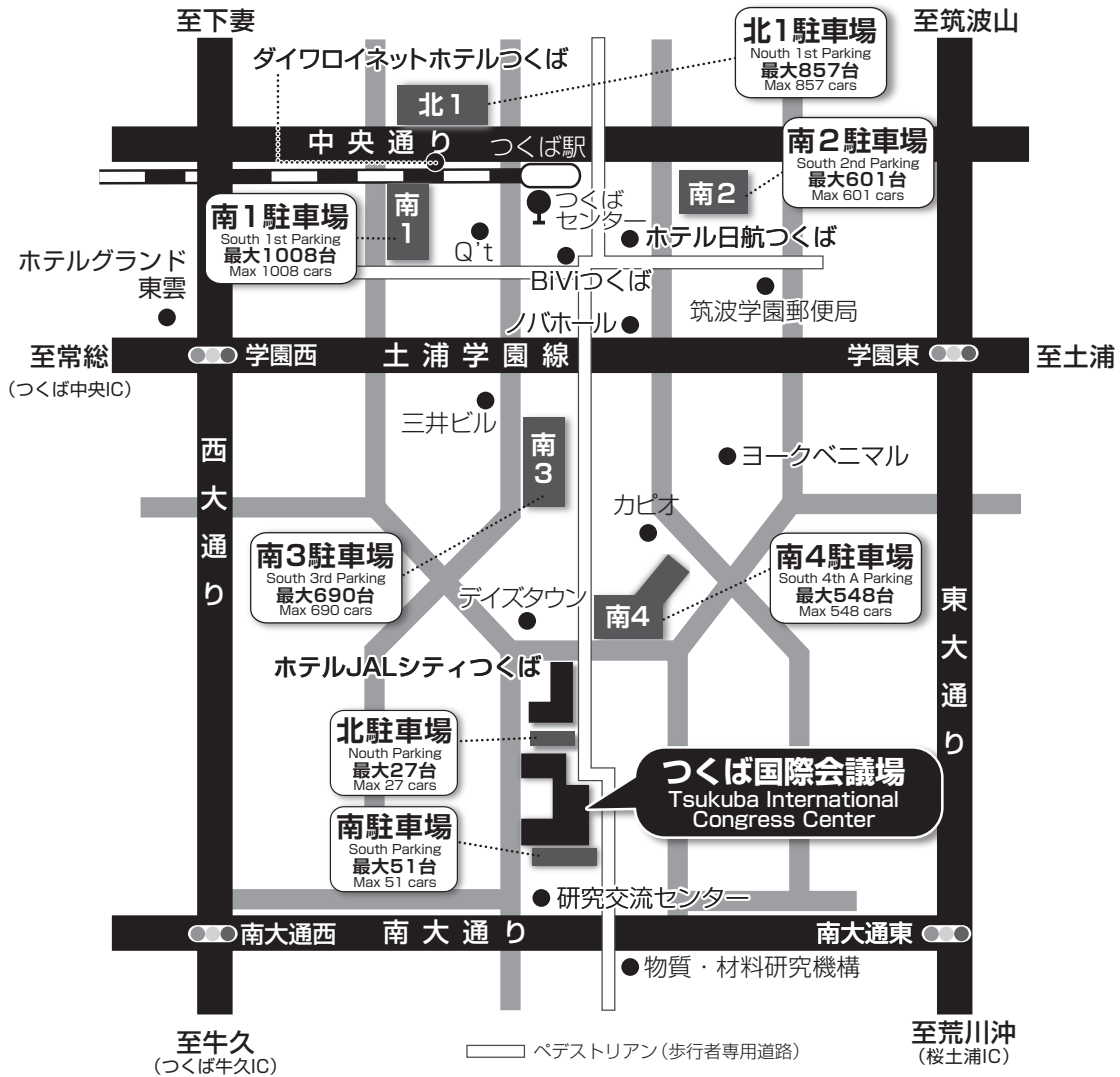 至下妻
至筑波山
ダイワロイネットホテルつくば
北1駐車場
Nouth 1st Parking
最大857台
Max 857 cars
北1
中央通り
つくば駅
南2駐車場
South 2nd Parking
最大601台
Max 601 cars
南2
南1
つくば
センター
南1駐車場
South 1st Parking
最大1008台
Max 1008 cars
Q't
ホテル日航つくば
ホテルグランド
東雲
BiViつくば
筑波学園郵便局
ノバホール
至常総
(つくば中央IC)
学園西
土浦学園線
学園東
至土浦
三井ビル
西大通り
南3
ヨークベニマル
カピオ
南3駐車場
South 3rd Parking
最大690台
Max 690 cars
デイズタウン
南4
南4駐車場
South 4th A Parking
最大548台
Max 548 cars
東大通り
ホテルJALシティつくば
北駐車場
Nouth Parking
最大27台
Max 27 cars
つくば国際会議場
Tsukuba International
Congress Center
南駐車場
South Parking
最大51台
Max 51 cars
研究交流センター
南大通西
南大通り
南大通東
物質・材料研究機構
至牛久
(つくば牛久IC)
ペデストリアン(歩行者専用道路)
至荒川沖
(桜土浦IC)